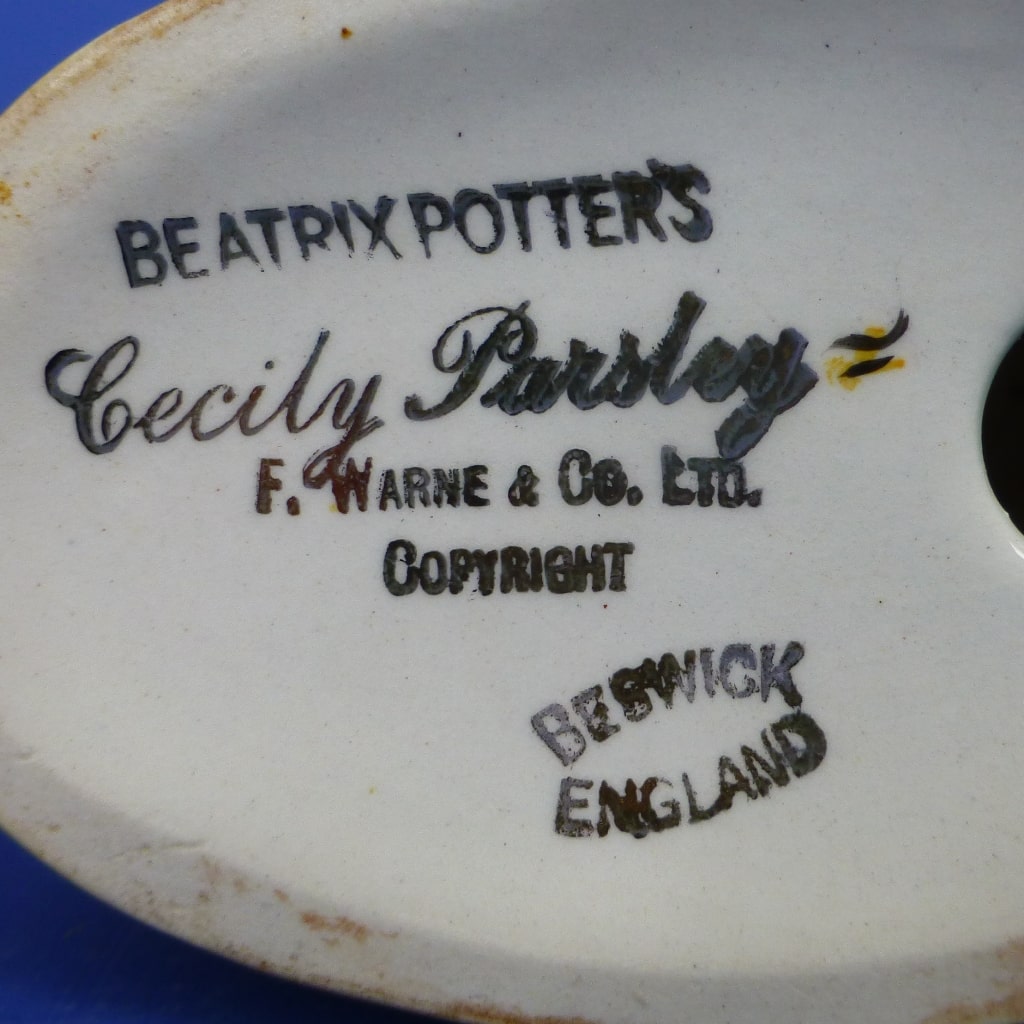 BEATRIX POTTER'S
Cecily Parsley
F. WARNE & CO. LTD.
COPYRIGHT
BESWICK
ENGLAND